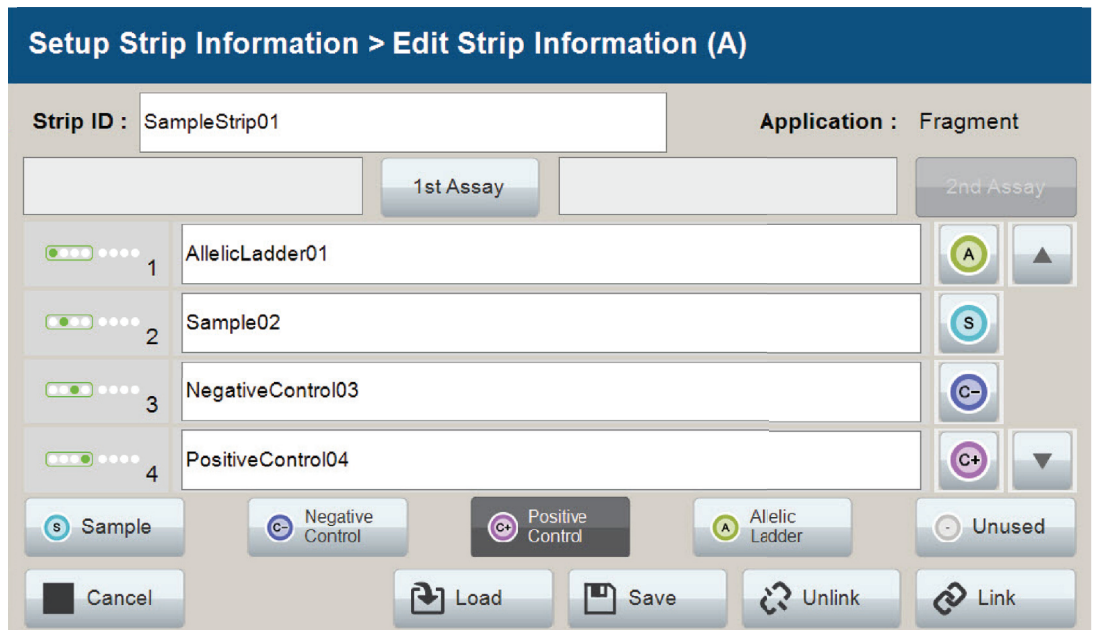 Setup Strip Information > Edit Strip Information (A)
Strip ID : SampleStrip01 Application : Fragment
1st Assay 2nd Assay
1 AllelicLadder01 A
2 Sample02 S
3 NegativeControl03 C-
4 PositiveControl04 C+
S Sample
C- Negative
Control
C+ Positive
Control
A Allelic
Ladder
- Unused
Cancel Load Save Unlink Link